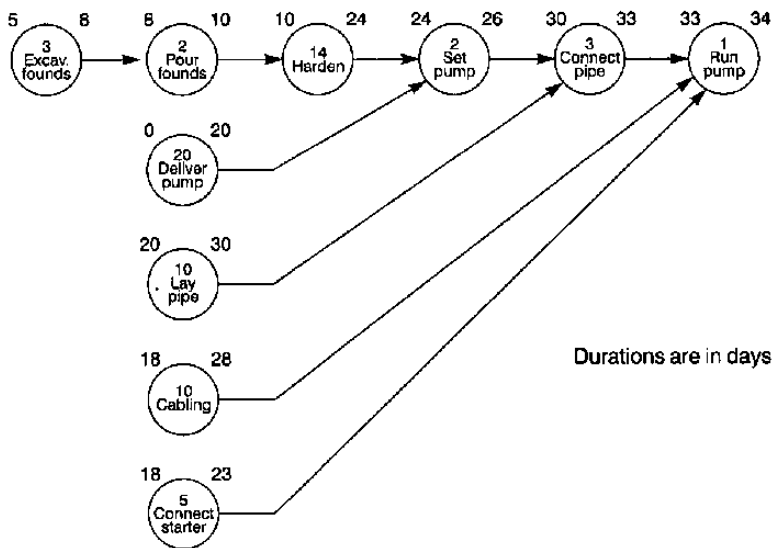 5 8 8 10 10 24 24 26 30 33 33 34
3
Excav.
founds
2
Pour
founds
14
Harden
2
Set
pump
3
Connect
pipe
1
Run
pump
0 20
20
Deliver
pump
20 30
10
Lay
pipe
18 28
10
Cabling
Durations are in days
18 23
5
Connect
starter